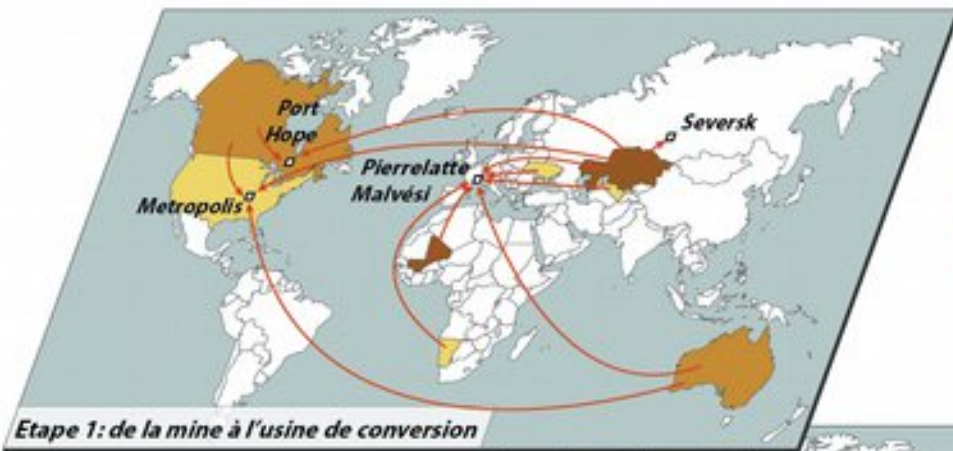 Port
Hope
Seversk
Pierrelatte
Malvési
Metropolis
Etape 1: de la mine à l'usine de conversion